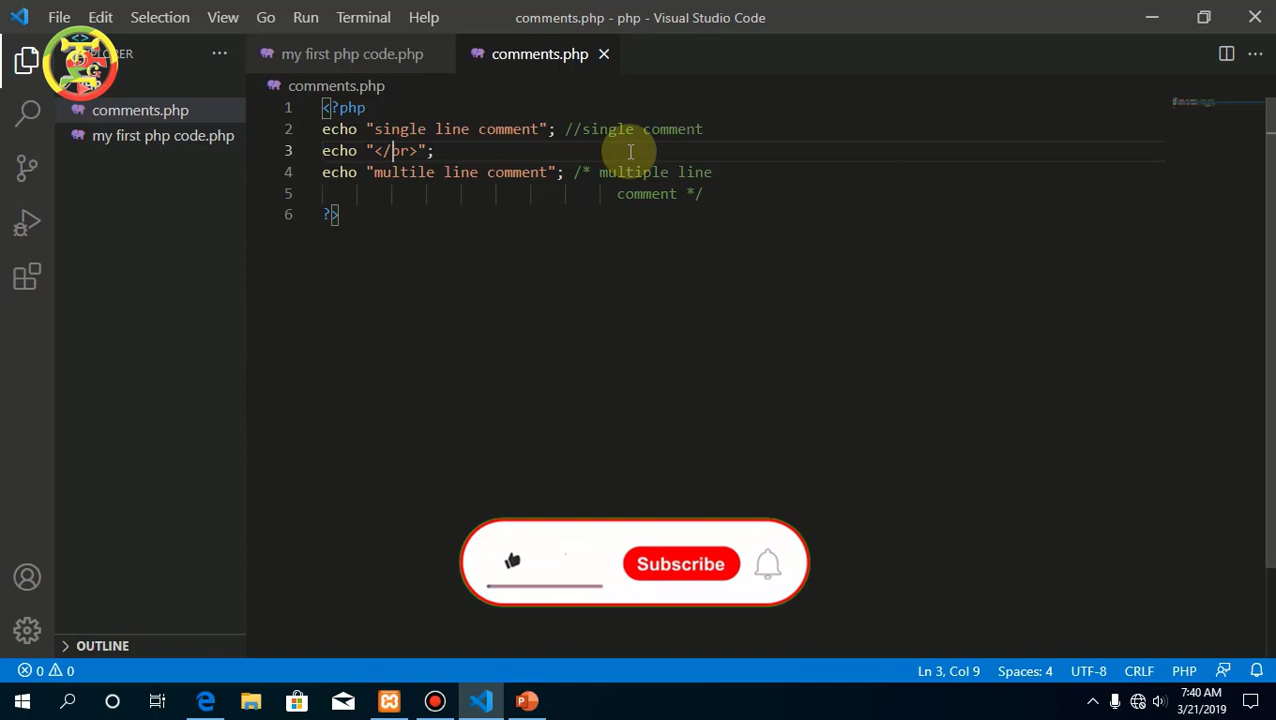 File Edit Selection View Go Run Terminal Help comments.php - php - Visual Studio Code
my first php code.php comments.php
comments.php
comments.php
my first php code.php
1 <?php
2 echo "single line comment"; //single comment
3 echo "</br>";
4 echo "multile line comment"; /* multiple line
5 comment */
6 ?>
Subscribe
OUTLINE
0 0 Ln 3, Col 9 Spaces: 4 UTF-8 CRLF PHP
7:40 AM
3/21/2019